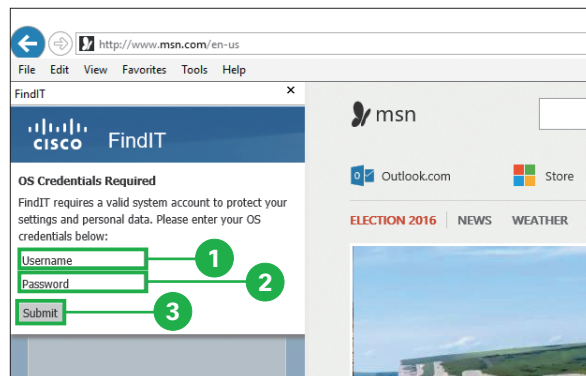 http://www.msn.com/en-us
File Edit View Favorites Tools Help
FindIT ×
CISCO FindIT
OS Credentials Required
FindIT requires a valid system account to protect your
settings and personal data. Please enter your OS
credentials below:
Username 1
Password 2
Submit 3
msn
Outlook.com Store
ELECTION 2016 NEWS WEATHER